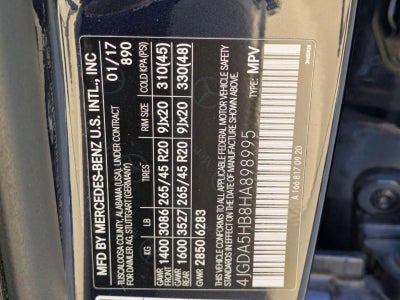 MFD BY MERCEDES-BENZ U.S. INTL., INC
TUSCALOOSA COUNTY, ALABAMA (USA), UNDER CONTRACT
FOR DAIMLER AG, STUTTGART (GERMANY)
01/17
890
KG LB TIRES RIM SIZE COLD KPA (PSI)
FRT 1400 3086 265/45 R20 9Jx20 310(45)
REAR 1600 3527 265/45 R20 9Jx20 330(48)
GVWR 2850 6283
THIS VEHICLE CONFORMS TO ALL
APPLICABLE FEDERAL MOTOR VEHICLE SAFETY
STANDARDS IN EFFECT ON THE DATE OF
MANUFACTURE SHOWN ABOVE.
4JGDA5HB8HA898995
TYPE: MPV
A 166 817 09 20